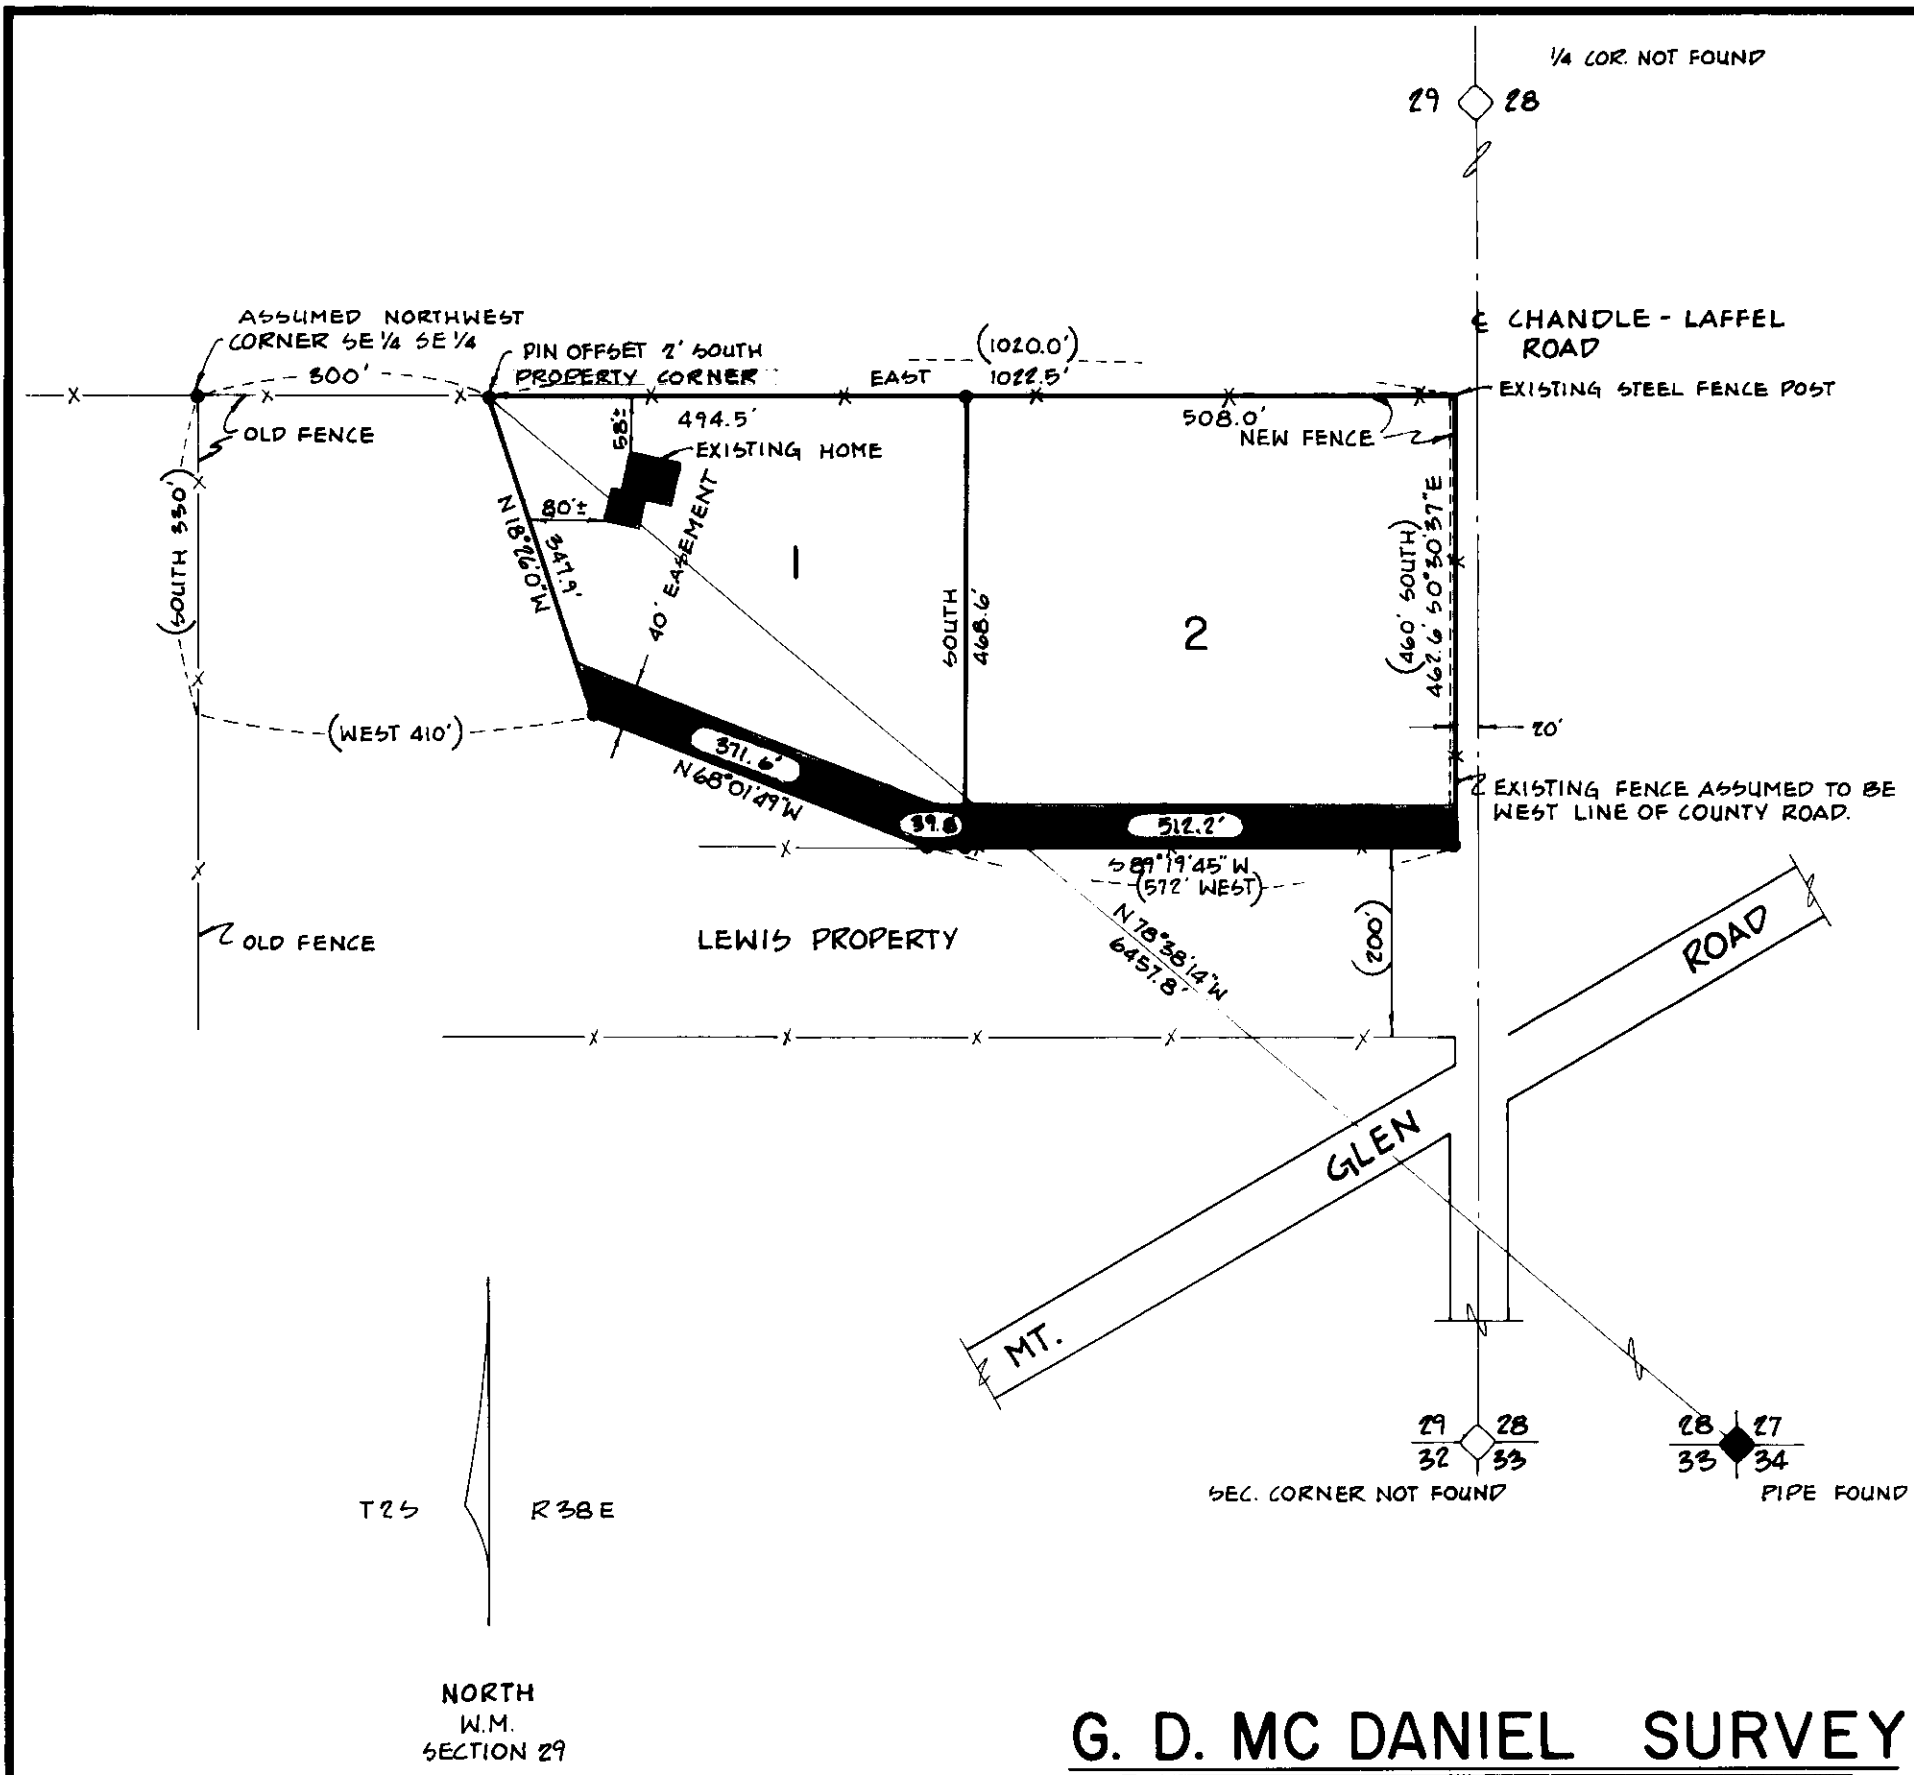 1/4 COR. NOT FOUND
29 28
ASSUMED NORTHWEST
CORNER SE 1/4 SE 1/4
300'
PIN OFFSET 2' SOUTH
PROPERTY CORNER
(1020.0')
EAST 1022.5'
℄ CHANDLE - LAFFEL
ROAD
EXISTING STEEL FENCE POST
OLD FENCE
58'±
494.5'
508.0'
NEW FENCE
EXISTING HOME
(SOUTH 330')
80'±
N 18°26'0"W
347.9'
40' EASEMENT
1
SOUTH
468.6'
2
(460' SOUTH)
462.6' S0°30'37"E
(WEST 410')
20'
371.6'
N 68°01'49"W
EXISTING FENCE ASSUMED TO BE
WEST LINE OF COUNTY ROAD.
39.8
512.2'
S 89°19'45" W
(572' WEST)
OLD FENCE
LEWIS PROPERTY
N 78°38'14" W
6457.8'
(200')
MT. GLEN ROAD
29 28
32 33
SEC. CORNER NOT FOUND
28 27
33 34
PIPE FOUND
T2S R38E
NORTH
W.M.
SECTION 29
G. D. MC DANIEL SURVEY